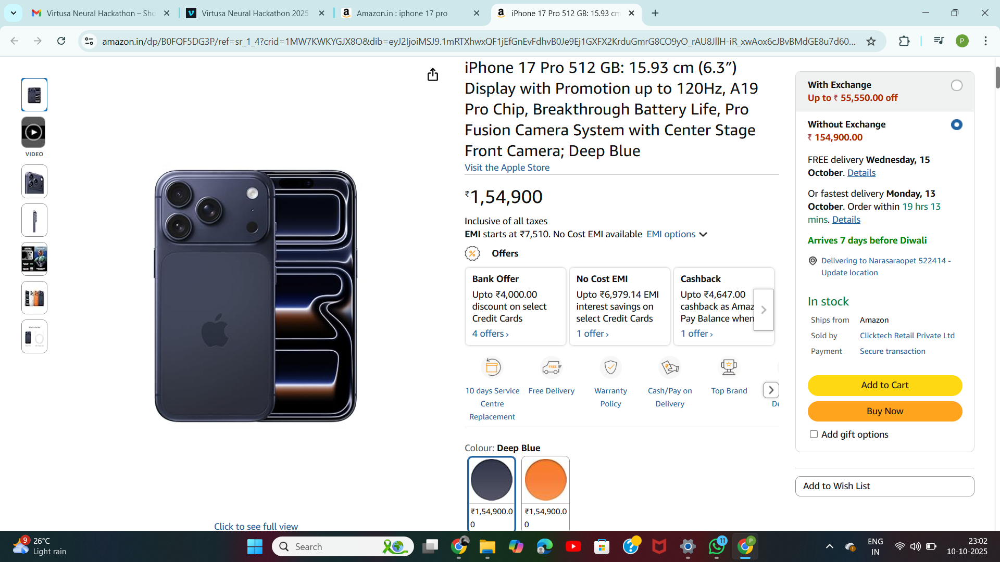 Virtusa Neural Hackathon – Sho
Virtusa Neural Hackathon 2025
Amazon.in : iphone 17 pro
iPhone 17 Pro 512 GB: 15.93 cm
amazon.in/dp/B0FQF5DG3P/ref=sr_1_4?crid=1MW7KWKYGJX8O&dib=eyJ2IjoiMSJ9.1mRTXhwxQF1jEfGnEvFdhvB0Je9Ej1GXFX2KrduGmrG8CO9yO_rAU8JllH-iR_xwAox6cJBvBMdGE8u7d60...
P
VIDEO
Click to see full view
iPhone 17 Pro 512 GB: 15.93 cm (6.3″)
Display with Promotion up to 120Hz, A19
Pro Chip, Breakthrough Battery Life, Pro
Fusion Camera System with Center Stage
Front Camera; Deep Blue
Visit the Apple Store
₹1,54,900
Inclusive of all taxes
EMI starts at ₹7,510. No Cost EMI available EMI options
Offers
Bank Offer
Upto ₹4,000.00
discount on select
Credit Cards
4 offers ›
No Cost EMI
Upto ₹6,979.14 EMI
interest savings on
select Credit Cards
1 offer ›
Cashback
Upto ₹4,647.00
cashback as Amaz
Pay Balance when
1 offer ›
10 days Service
Centre
Replacement
FREE
Free Delivery
Warranty
Policy
Cash/Pay on
Delivery
Top Brand
De
Colour: Deep Blue
₹1,54,900.0
0
₹1,54,900.0
0
With Exchange
Up to ₹ 55,550.00 off
Without Exchange
₹ 154,900.00
FREE delivery Wednesday, 15
October. Details
Or fastest delivery Monday, 13
October. Order within 19 hrs 13
mins. Details
Arrives 7 days before Diwali
Delivering to Narasaraopet 522414 -
Update location
In stock
Ships from Amazon
Sold by Clicktech Retail Private Ltd
Payment Secure transaction
Add to Cart
Buy Now
Add gift options
Add to Wish List
9
26°C
Light rain
Search
11
P
ENG
IN
23:02
10-10-2025